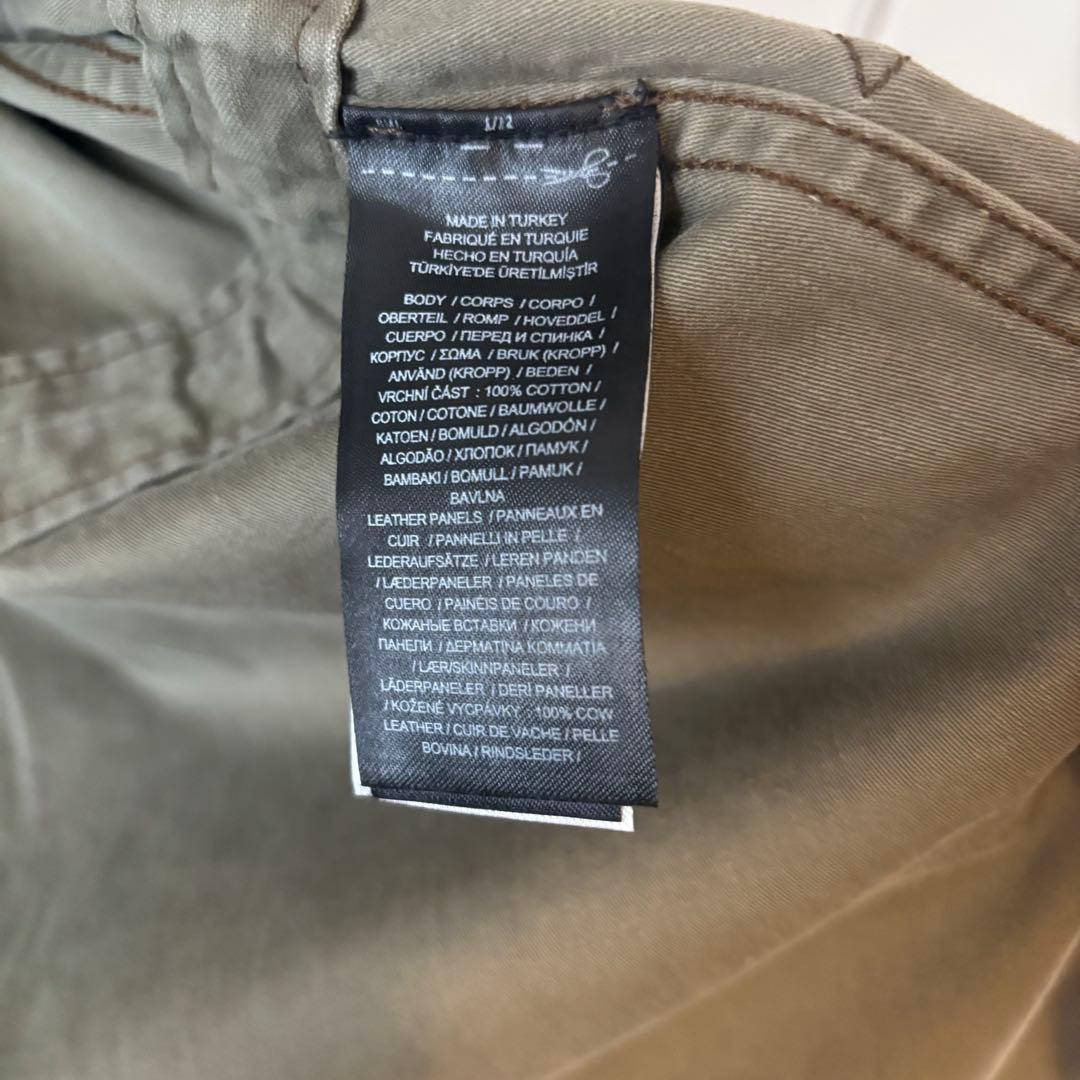 1/12
MADE IN TURKEY
FABRIQUÉ EN TURQUIE
HECHO EN TURQUÍA
TÜRKİYE'DE ÜRETİLMİŞTİR
BODY / CORPS / CORPO /
OBERTEIL / ROMP / HOVEDDEL /
CUERPO / ПЕРЕД И СПИНКА /
КОРПУС / ΣΩΜΑ / BRUK (KROPP) /
ANVÄND (KROPP) / BEDEN /
VRCHNÍ ČÁST : 100% COTTON /
COTON / COTONE / BAUMWOLLE /
KATOEN / BOMULD / ALGODÓN /
ALGODÃO / ХЛОПОК / ПАМУК /
BAMBAKI / BOMULL / PAMUK /
BAVLNA
LEATHER PANELS / PANNEAUX EN
CUIR / PANNELLI IN PELLE /
LEDERAUFSÄTZE / LEREN PANDEN
/ LÆDERPANELER / PANELES DE
CUERO / PAINÉIS DE COURO /
КОЖАНЫЕ ВСТАВКИ / КОЖЕНИ
ПАНЕЛИ / ΔΕΡΜΑΤΙΝΑ ΚΟΜΜΑΤΙΑ
/ LÆR/SKINNPANELER /
LÄDERPANELER / DERİ PANELLER
/ KOŽENÉ VYCPÁVKY : 100% COW
LEATHER / CUIR DE VACHE / PELLE
BOVINA / RINDSLEDER /